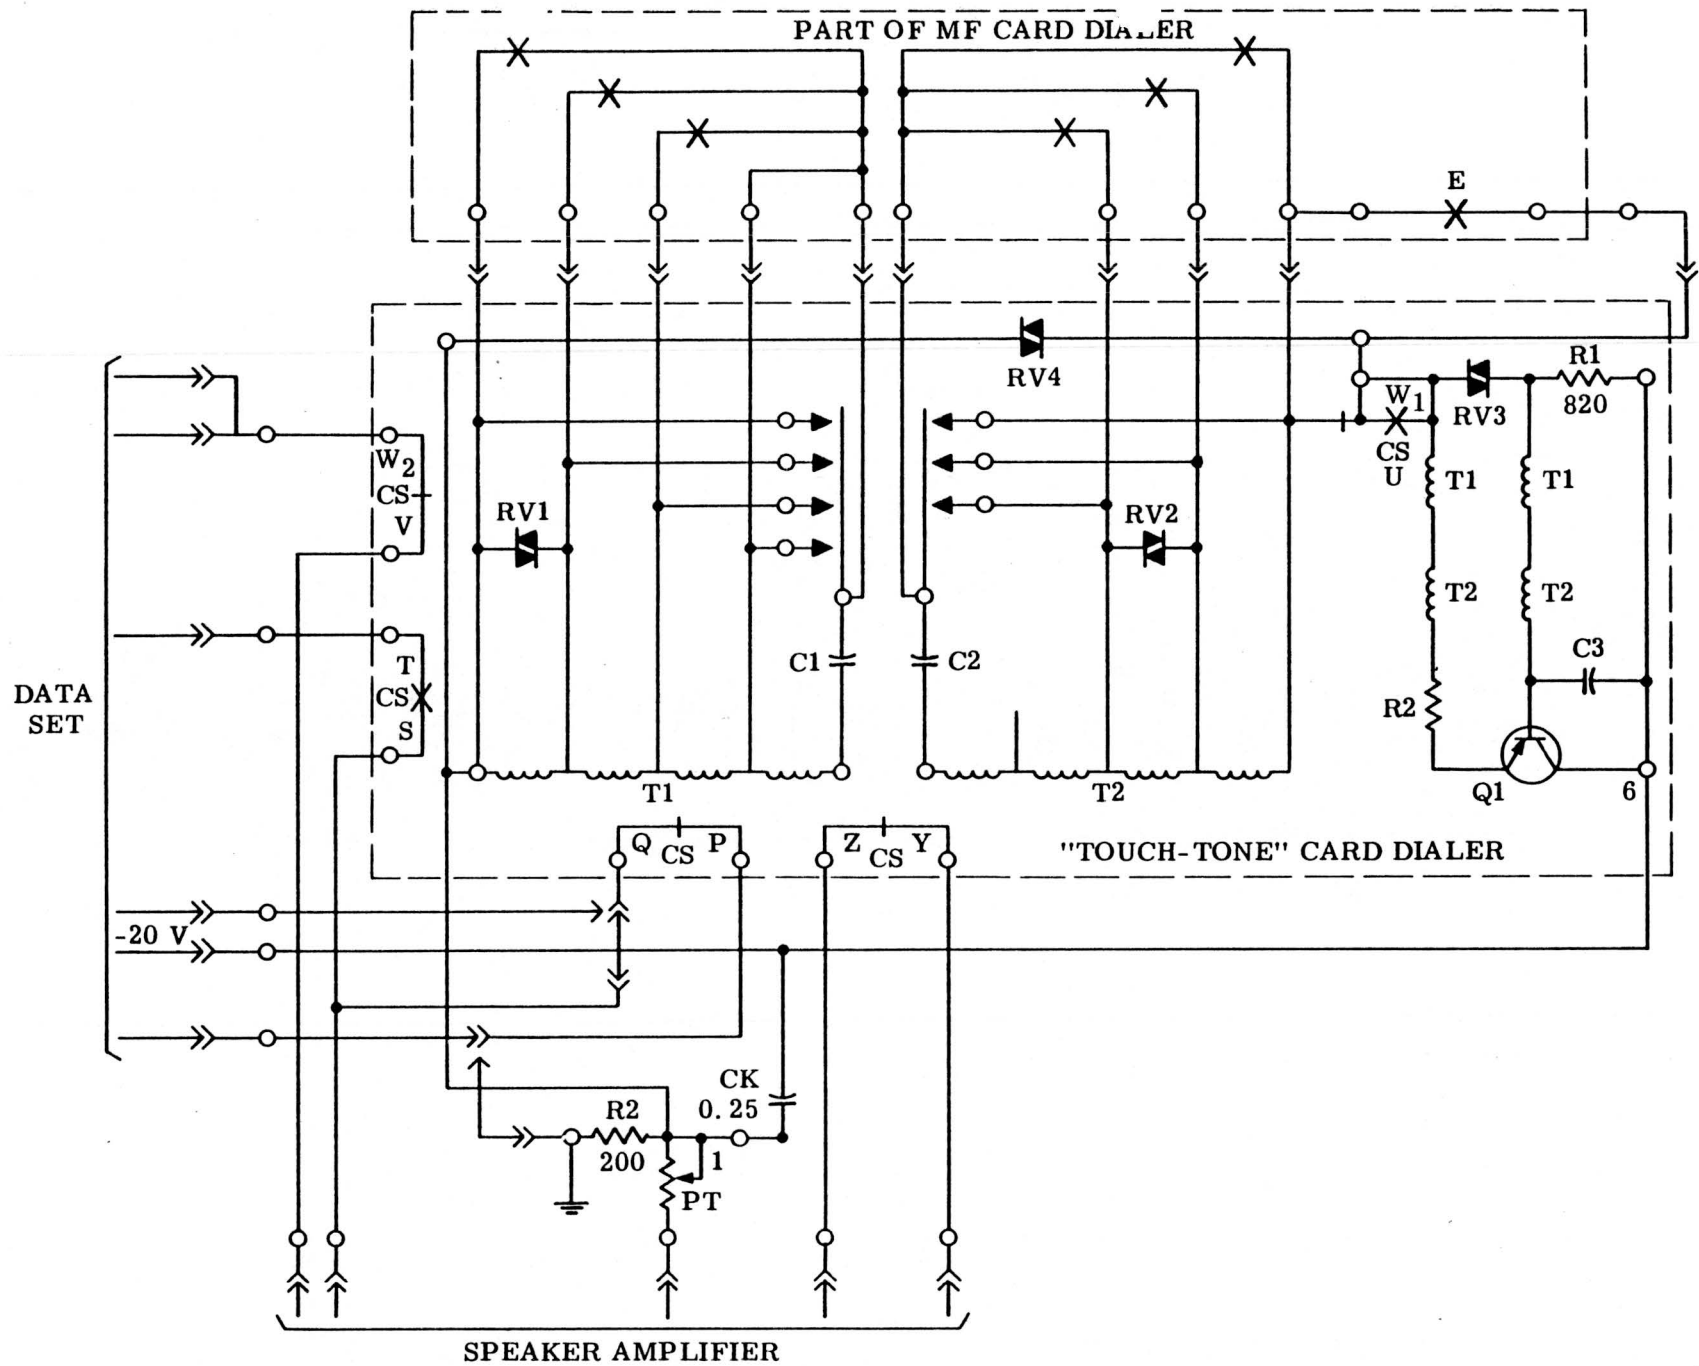 PART OF MF CARD DIALER
E
RV4
R1
820
W1
RV3
CS
U
T1
T1
W2
CS
V
RV1
RV2
T2
T2
C1
C2
C3
T
CS
S
R2
DATA
SET
T1
T2
Q1
6
Q
CS
P
Z
CS
Y
"TOUCH-TONE" CARD DIALER
-20 V
CK
0.25
R2
200
1
PT
SPEAKER AMPLIFIER